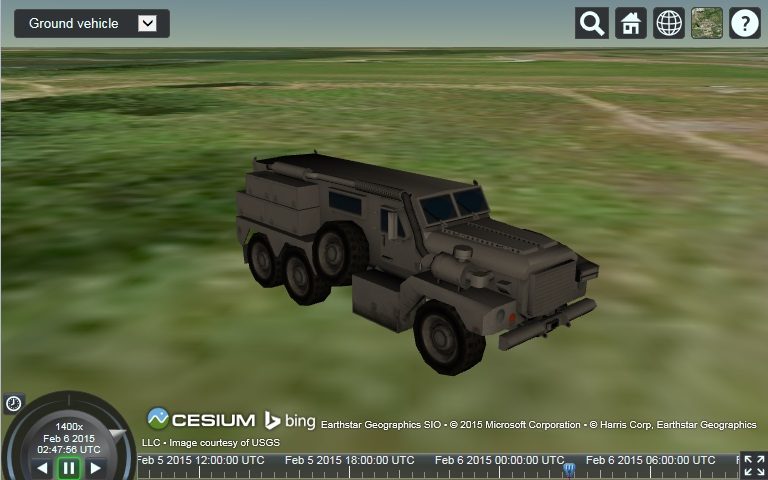 Ground vehicle
?
1400x
Feb 6 2015
02:47:56 UTC
CESIUM bing Earthstar Geographics SIO • © 2015 Microsoft Corporation • © Harris Corp, Earthstar Geographics
LLC • Image courtesy of USGS
Feb 5 2015 12:00:00 UTC Feb 5 2015 18:00:00 UTC Feb 6 2015 00:00:00 UTC Feb 6 2015 06:00:00 UTC F